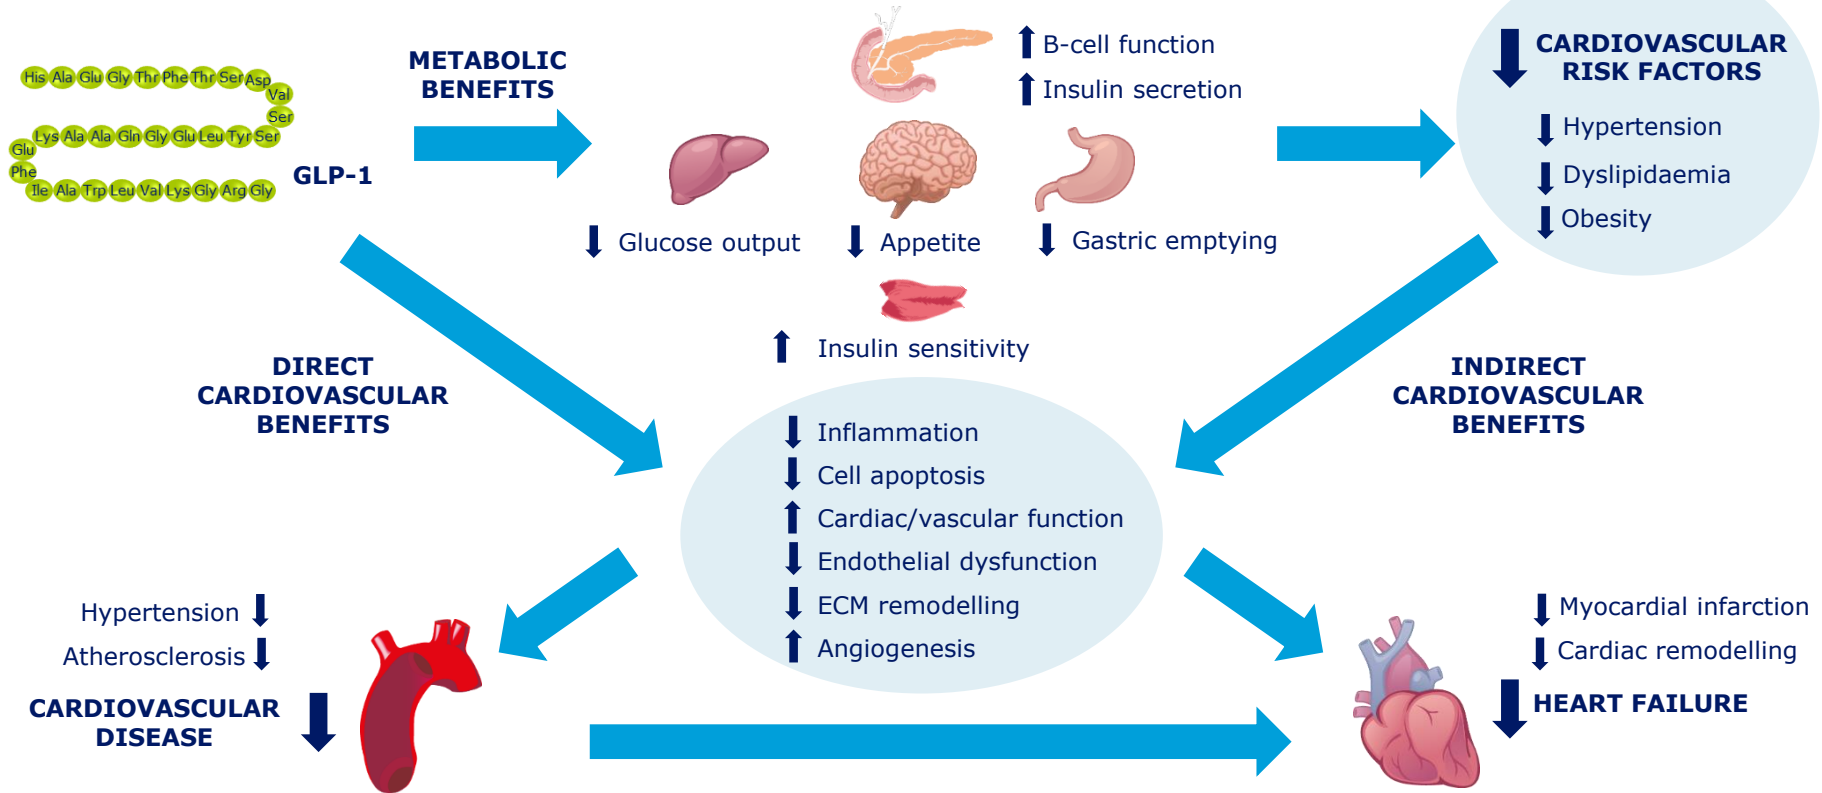 His Ala Glu Gly Thr Phe Thr Ser Asp
Val
Ser
Lys Ala Ala Gln Gly Glu Leu Tyr Ser
Glu
Phe
Ile Ala Trp Leu Val Lys Gly Arg Gly
GLP-1
METABOLIC
BENEFITS
B-cell function
Insulin secretion
Glucose output
Appetite
Gastric emptying
Insulin sensitivity
CARDIOVASCULAR
RISK FACTORS
Hypertension
Dyslipidaemia
Obesity
DIRECT
CARDIOVASCULAR
BENEFITS
INDIRECT
CARDIOVASCULAR
BENEFITS
Inflammation
Cell apoptosis
Cardiac/vascular function
Endothelial dysfunction
ECM remodelling
Angiogenesis
Hypertension
Atherosclerosis
CARDIOVASCULAR
DISEASE
Myocardial infarction
Cardiac remodelling
HEART FAILURE